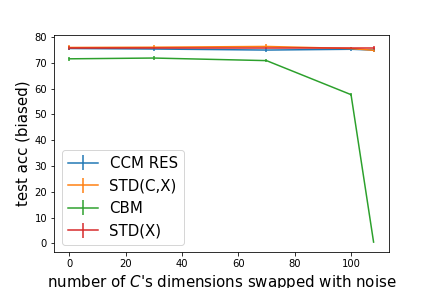 80
70
60
50
40
30
20
10
0
test acc (biased)
CCM RES
STD(C,X)
CBM
STD(X)
0 20 40 60 80 100
number of C's dimensions swapped with noise